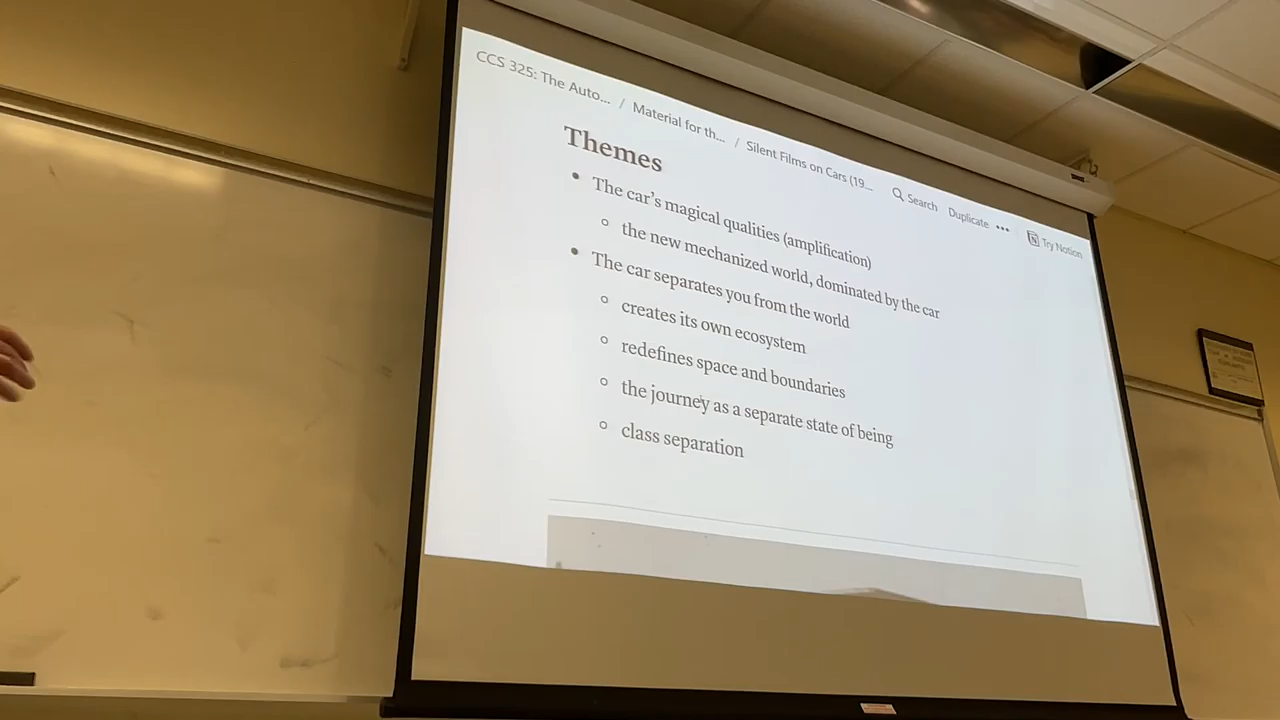 CCS 325: The Auto... / Material for th... / Silent Films on Cars (19...
Search Duplicate ••• Try Notion
Themes
• The car's magical qualities (amplification)
○ the new mechanized world, dominated by the car
• The car separates you from the world
○ creates its own ecosystem
○ redefines space and boundaries
○ the journey as a separate state of being
○ class separation